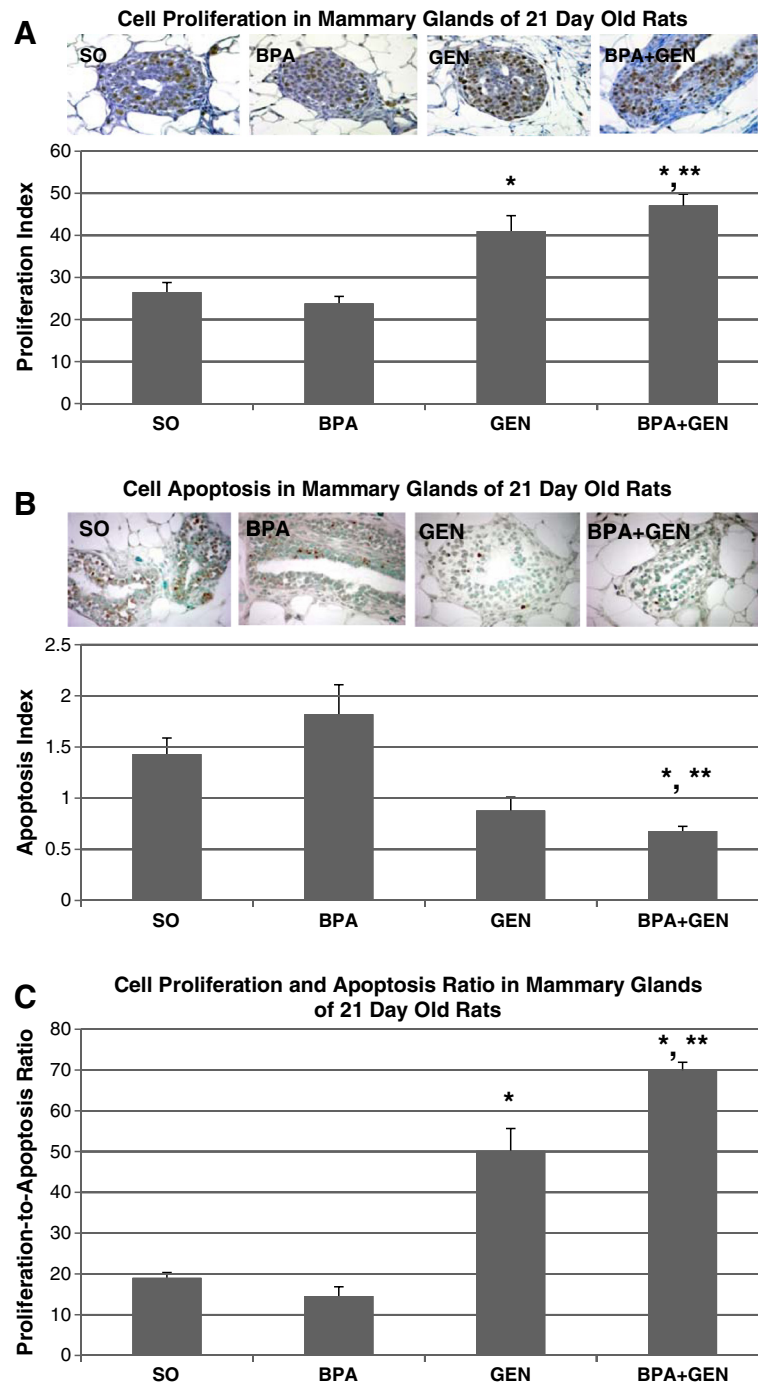 A
Cell Proliferation in Mammary Glands of 21 Day Old Rats
SO BPA GEN BPA+GEN
Proliferation Index
60
50
40
30
20
10
0
* *,**
SO BPA GEN BPA+GEN
B
Cell Apoptosis in Mammary Glands of 21 Day Old Rats
SO BPA GEN BPA+GEN
Apoptosis Index
2.5
2
1.5
1
0.5
0
*, **
SO BPA GEN BPA+GEN
C
Cell Proliferation and Apoptosis Ratio in Mammary Glands
of 21 Day Old Rats
Proliferation-to-Apoptosis Ratio
80
70
60
50
40
30
20
10
0
* *, **
SO BPA GEN BPA+GEN